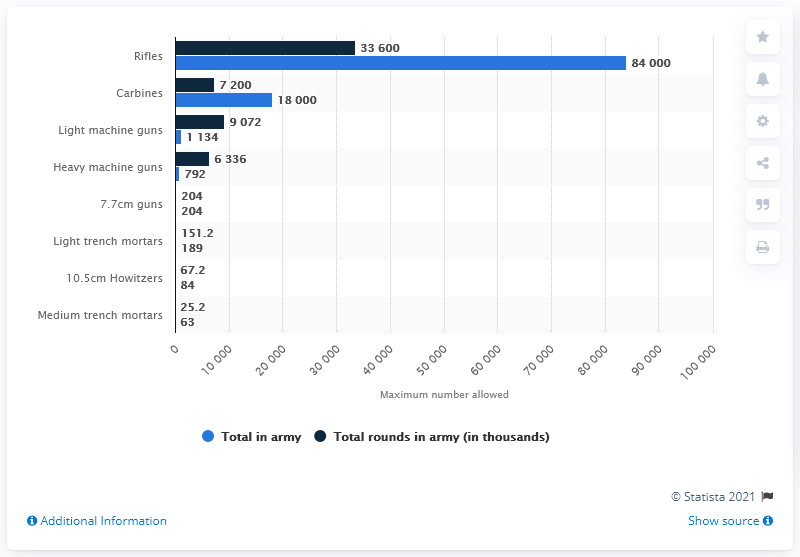 Rifles
33 600
84 000
Carbines
7 200
18 000
Light machine guns
9 072
1 134
Heavy machine guns
6 336
792
7.7cm guns
204
204
Light trench mortars
151.2
189
10.5cm Howitzers
67.2
84
Medium trench mortars
25.2
63
0
10 000
20 000
30 000
40 000
50 000
60 000
70 000
80 000
90 000
100 000
Maximum number allowed
Total in army
Total rounds in army (in thousands)
© Statista 2021
Additional Information
Show source